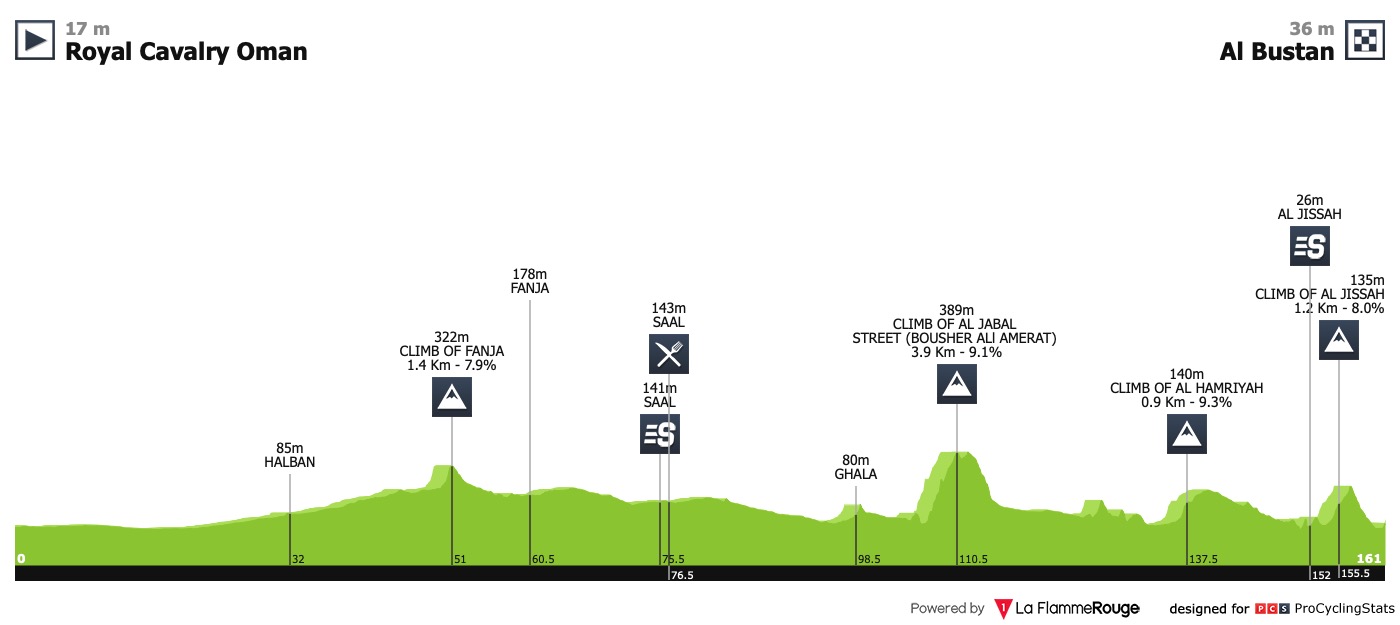 17 m
Royal Cavalry Oman
36 m
Al Bustan
26m
AL JISSAH
178m
FANJA
135m
CLIMB OF AL JISSAH
1.2 Km - 8.0%
143m
SAAL
389m
CLIMB OF AL JABAL
STREET (BOUSHER ALI AMERAT)
3.9 Km - 9.1%
322m
CLIMB OF FANJA
1.4 Km - 7.9%
140m
CLIMB OF AL HAMRIYAH
0.9 Km - 9.3%
141m
SAAL
S
S
85m
HALBAN
80m
GHALA
0
32
51
60.5
75.5
98.5
110.5
137.5
161
76.5
152
155.5
Powered by 1 La FlammeRouge designed for PCS ProCyclingStats